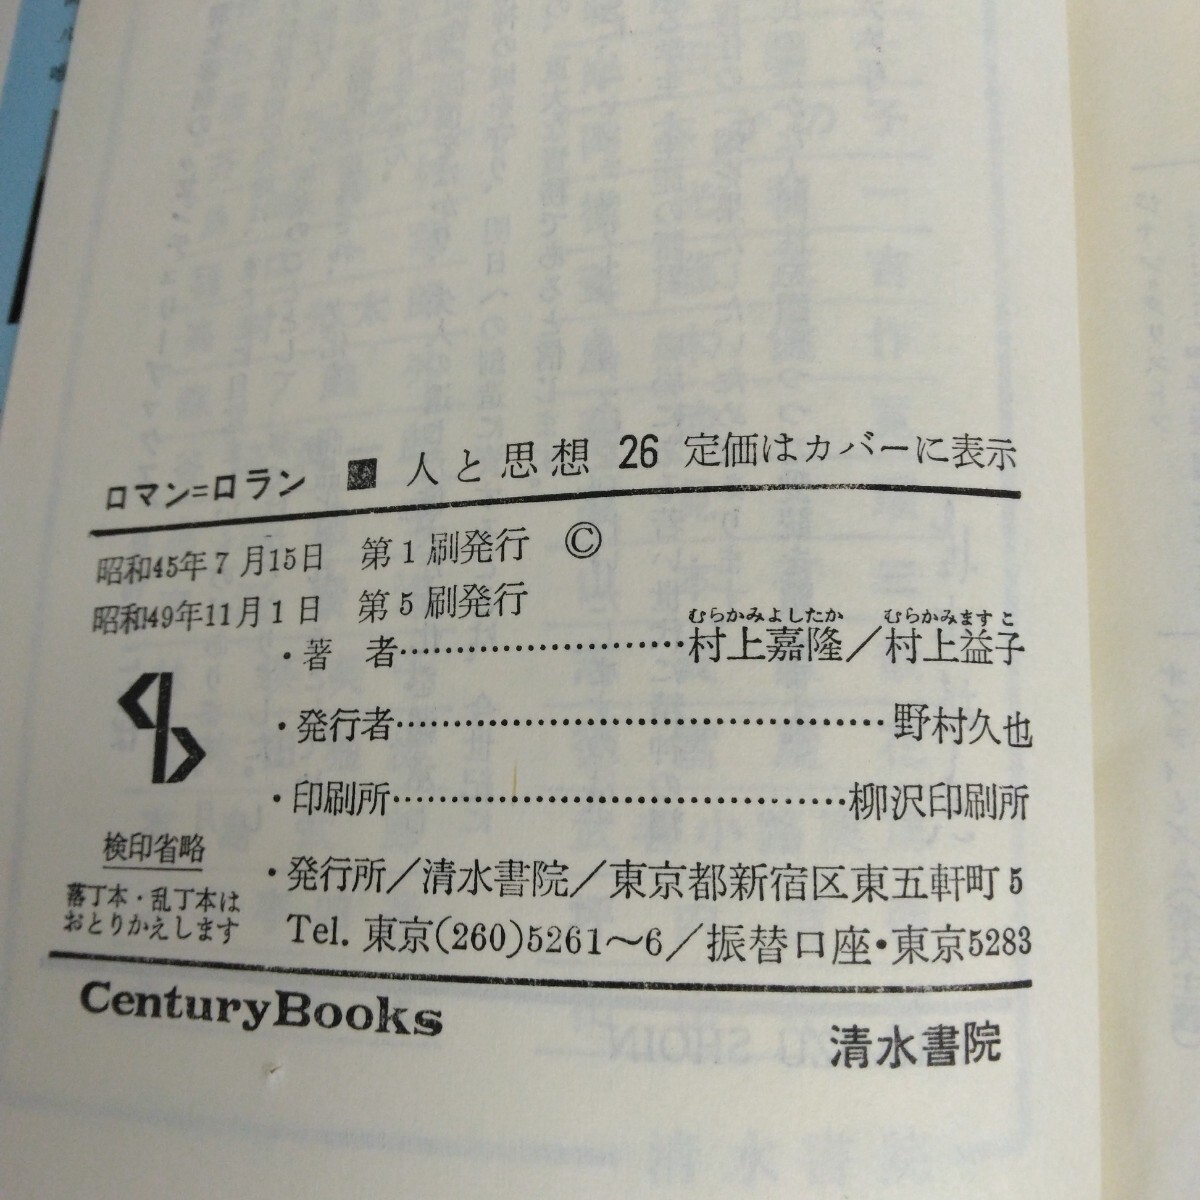 ロマン=ロラン ■ 人と思想 26 定価はカバーに表示
昭和45年7月15日 第1刷発行 ©
昭和49年11月1日 第5刷発行
むらかみよしたか むらかみますこ
・著 者……………………村上嘉隆／村上益子
・発行者……………………………………野村久也
・印刷所…………………………………柳沢印刷所
検印省略
落丁本・乱丁本は
おとりかえします
・発行所／清水書院／東京都新宿区東五軒町5
Tel. 東京(260)5261〜6／振替口座・東京5283
CenturyBooks
清水書院